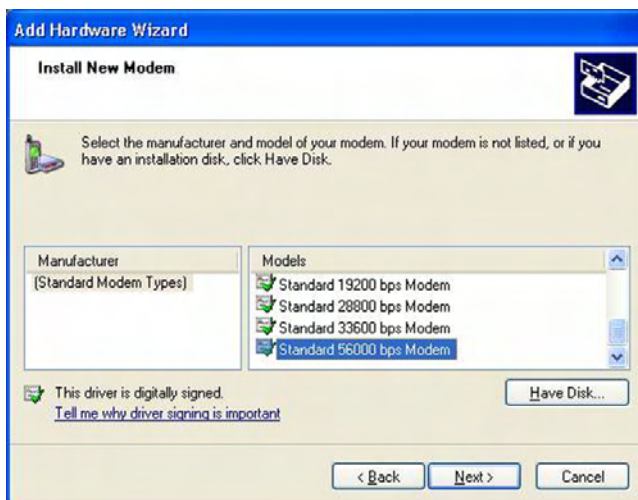 Add Hardware Wizard
Install New Modem
Select the manufacturer and model of your modem. If your modem is not listed, or if you
have an installation disk, click Have Disk.
Manufacturer
(Standard Modem Types)
Models
Standard 19200 bps Modem
Standard 28800 bps Modem
Standard 33600 bps Modem
Standard 56000 bps Modem
This driver is digitally signed.
Tell me why driver signing is important
Have Disk...
< Back
Next >
Cancel